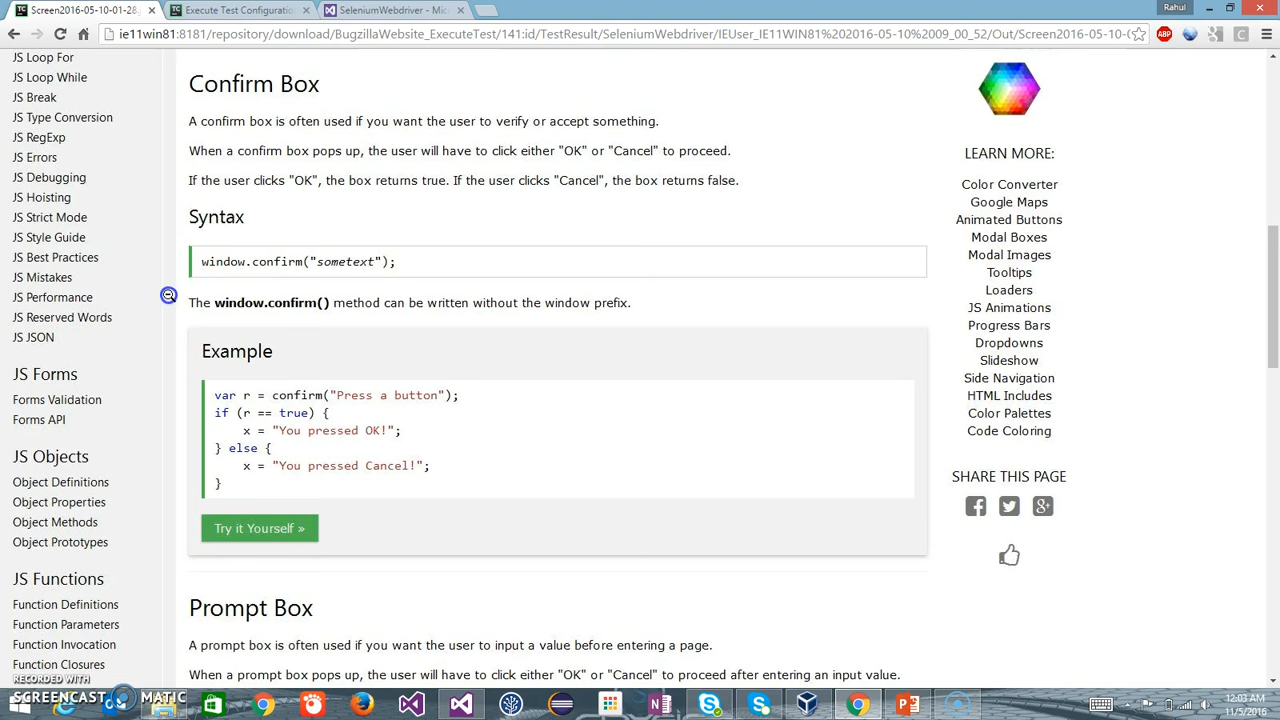 Screen2016-05-10-01-28
Execute Test Configuratio
SeleniumWebdriver - Mic
Rahul
ie11win81:8181/repository/download/BugzillaWebsite_ExecuteTest/141:id/TestResult/SeleniumWebdriver/IEUser_IE11WIN81%202016-05-10%2009_00_52/Out/Screen2016-05-10-0
ABP
JS Loop For
JS Loop While
JS Break
JS Type Conversion
JS RegExp
JS Errors
JS Debugging
JS Hoisting
JS Strict Mode
JS Style Guide
JS Best Practices
JS Mistakes
JS Performance
JS Reserved Words
JS JSON
JS Forms
Forms Validation
Forms API
JS Objects
Object Definitions
Object Properties
Object Methods
Object Prototypes
JS Functions
Function Definitions
Function Parameters
Function Invocation
Function Closures
Confirm Box
A confirm box is often used if you want the user to verify or accept something.
When a confirm box pops up, the user will have to click either "OK" or "Cancel" to proceed.
If the user clicks "OK", the box returns true. If the user clicks "Cancel", the box returns false.
Syntax
window.confirm("sometext");
The window.confirm() method can be written without the window prefix.
Example
var r = confirm("Press a button");
if (r == true) {
x = "You pressed OK!";
} else {
x = "You pressed Cancel!";
}
Try it Yourself »
Prompt Box
A prompt box is often used if you want the user to input a value before entering a page.
When a prompt box pops up, the user will have to click either "OK" or "Cancel" to proceed after entering an input value.
LEARN MORE:
Color Converter
Google Maps
Animated Buttons
Modal Boxes
Modal Images
Tooltips
Loaders
JS Animations
Progress Bars
Dropdowns
Slideshow
Side Navigation
HTML Includes
Color Palettes
Code Coloring
SHARE THIS PAGE
RECORDED WITH
SCREENCAST MATIC
12:03 AM
11/5/2016